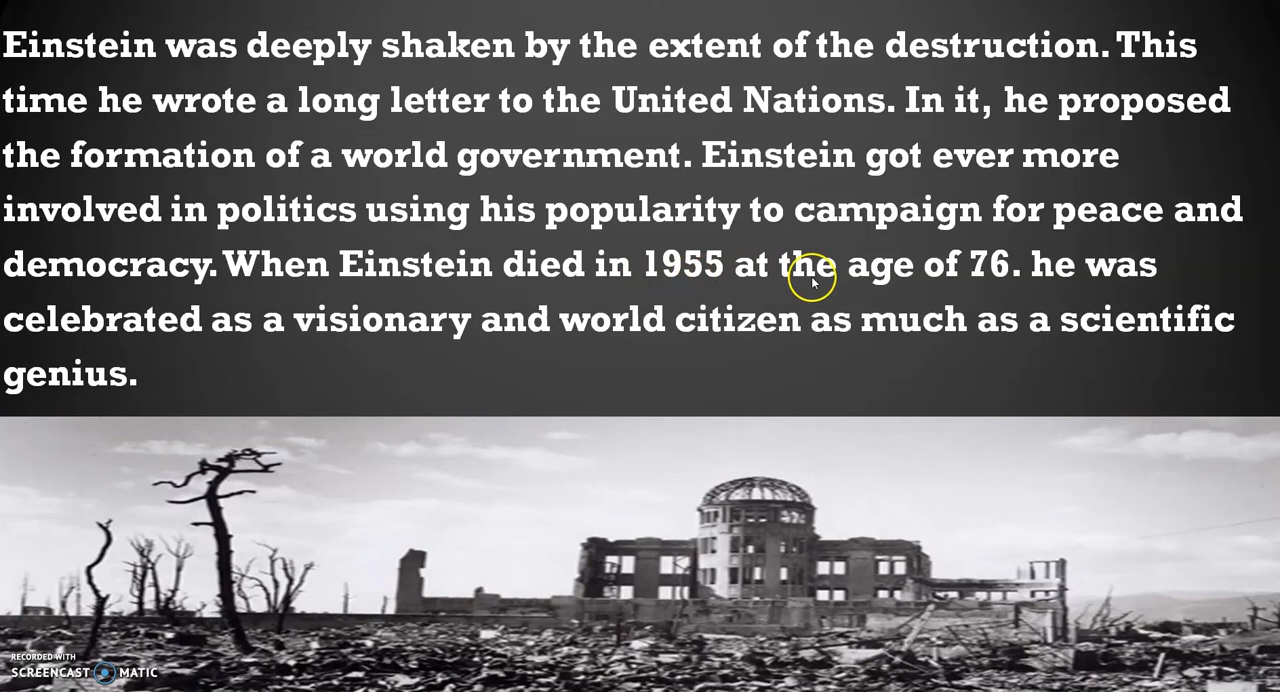 Einstein was deeply shaken by the extent of the destruction. This
time he wrote a long letter to the United Nations. In it, he proposed
the formation of a world government. Einstein got ever more
involved in politics using his popularity to campaign for peace and
democracy. When Einstein died in 1955 at the age of 76. he was
celebrated as a visionary and world citizen as much as a scientific
genius.
RECORDED WITH
SCREENCAST MATIC